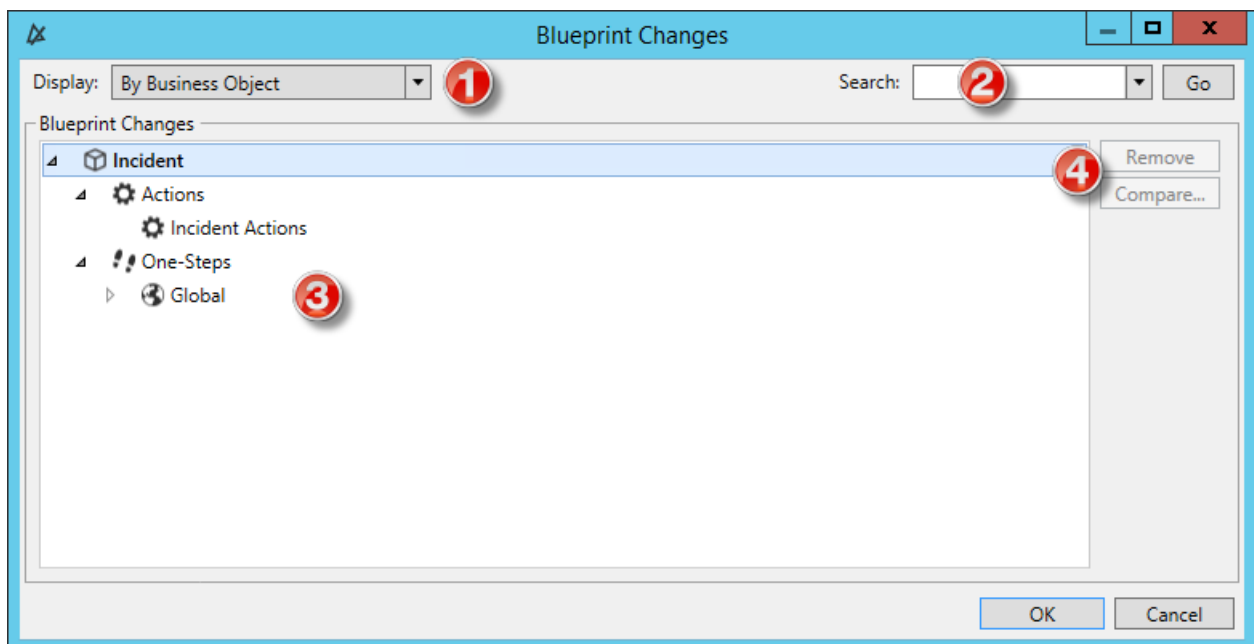 Blueprint Changes
Display: By Business Object 1 Search: 2 Go
Blueprint Changes
Incident 4 Remove
Actions Compare...
Incident Actions
One-Steps
Global 3
OK Cancel